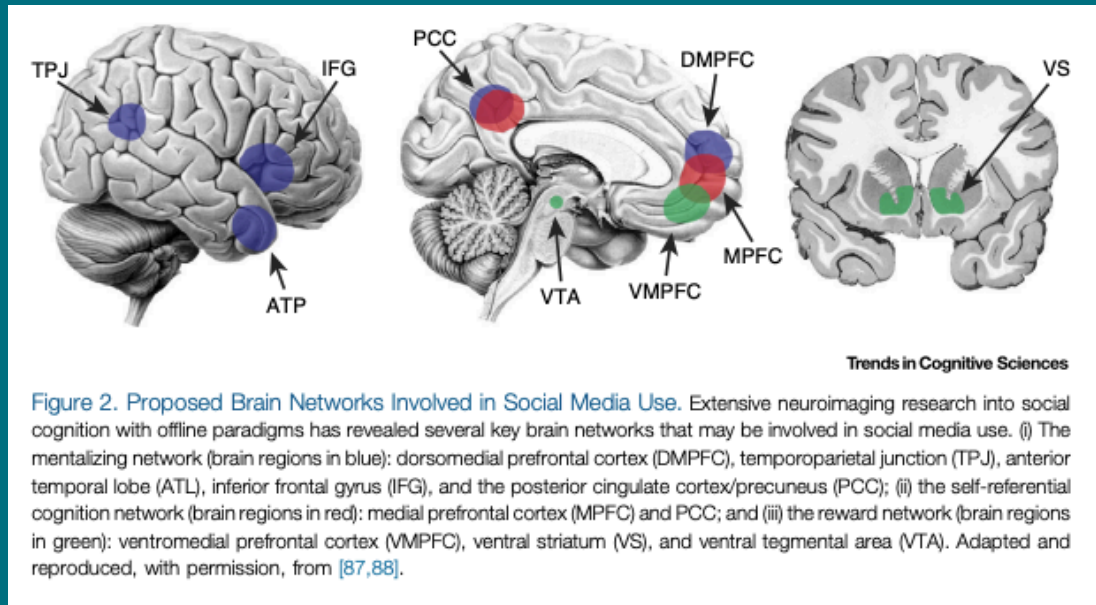 PCC
DMPFC
TPJ
IFG
VS
ATP
VTA
VMPFC
MPFC
Trends in Cognitive Sciences
Figure 2. Proposed Brain Networks Involved in Social Media Use. Extensive neuroimaging research into social
cognition with offline paradigms has revealed several key brain networks that may be involved in social media use. (i) The
mentalizing network (brain regions in blue): dorsomedial prefrontal cortex (DMPFC), temporoparietal junction (TPJ), anterior
temporal lobe (ATL), inferior frontal gyrus (IFG), and the posterior cingulate cortex/precuneus (PCC); (ii) the self-referential
cognition network (brain regions in red): medial prefrontal cortex (MPFC) and PCC; and (iii) the reward network (brain regions
in green): ventromedial prefrontal cortex (VMPFC), ventral striatum (VS), and ventral tegmental area (VTA). Adapted and
reproduced, with permission, from [87,88].